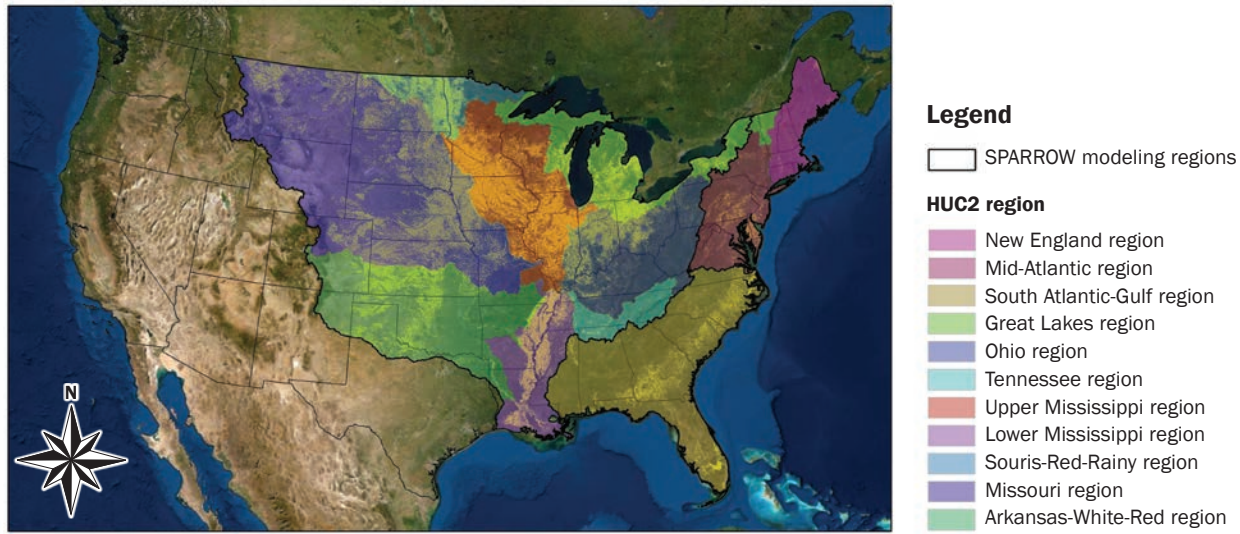 N
Legend
SPARROW modeling regions
HUC2 region
New England region
Mid-Atlantic region
South Atlantic-Gulf region
Great Lakes region
Ohio region
Tennessee region
Upper Mississippi region
Lower Mississippi region
Souris-Red-Rainy region
Missouri region
Arkansas-White-Red region